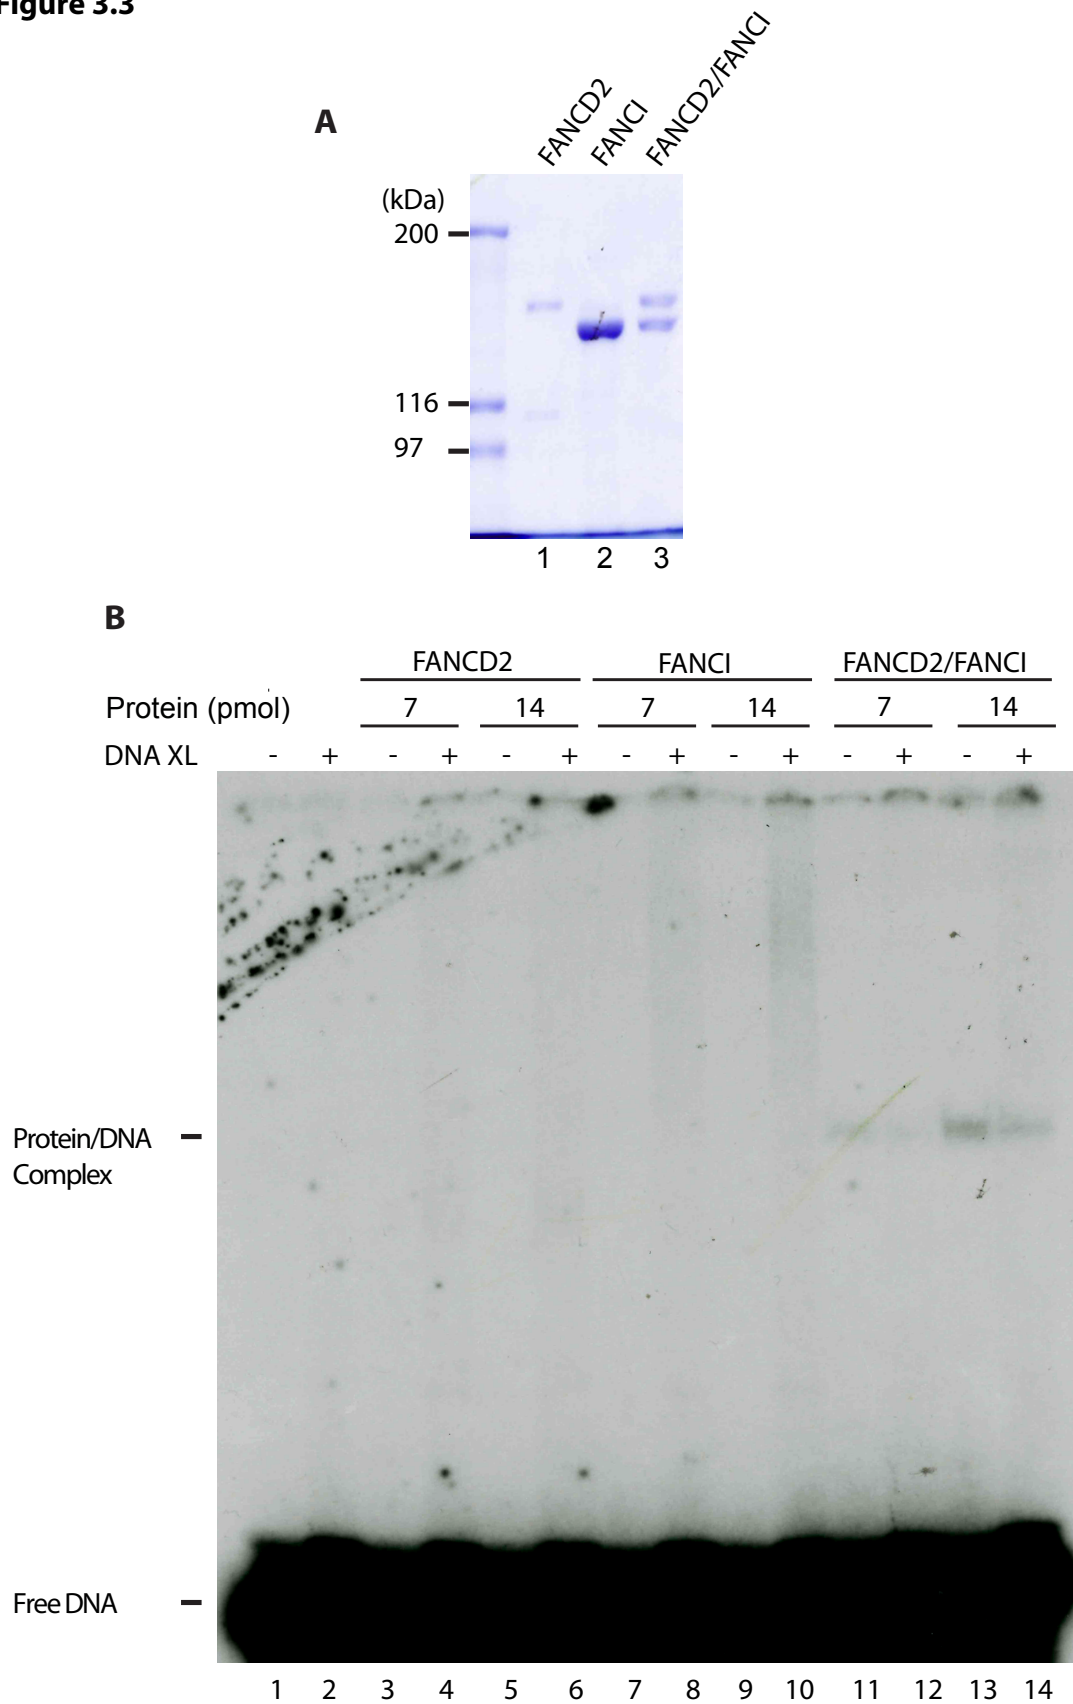 Figure 3.3
A
FANCD2 FANCI FANCD2/FANCI
(kDa)
200
116
97
1 2 3
B
FANCD2 FANCI FANCD2/FANCI
Protein (pmol) 7 14 7 14 7 14
DNA XL - + - + - + - + - + - + - +
Protein/DNA
Complex
Free DNA
1 2 3 4 5 6 7 8 9 10 11 12 13 14